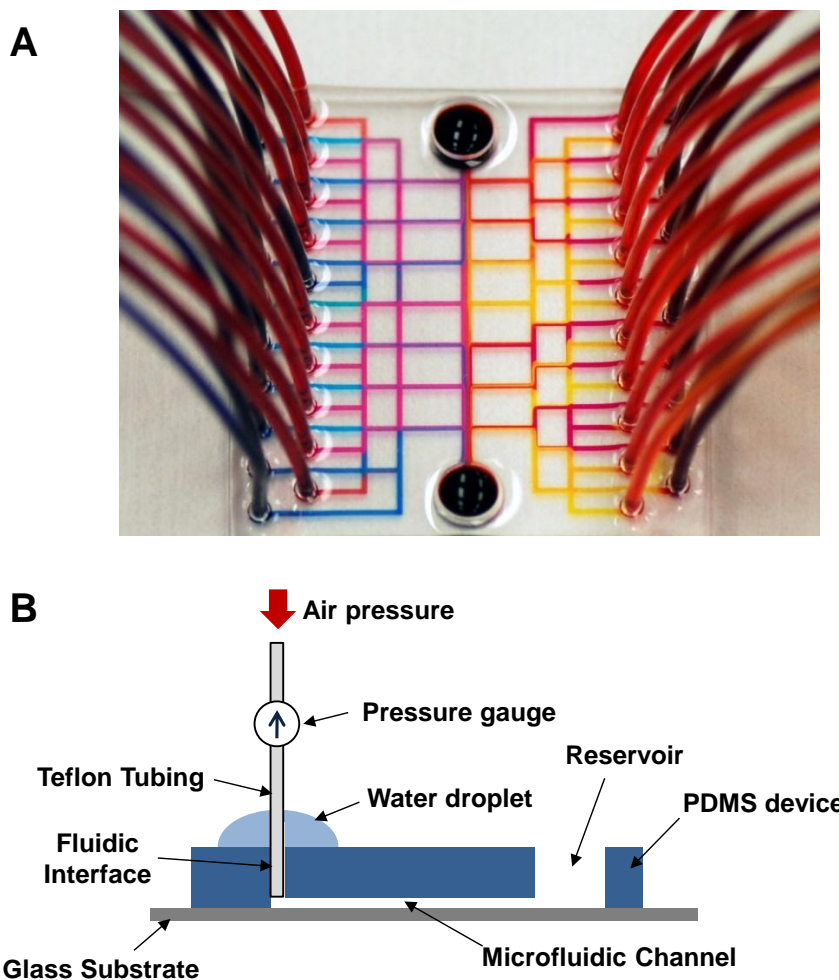 A
B
Air pressure
Pressure gauge
Reservoir
Teflon Tubing
Water droplet
PDMS device
Fluidic
Interface
Microfluidic Channel
Glass Substrate